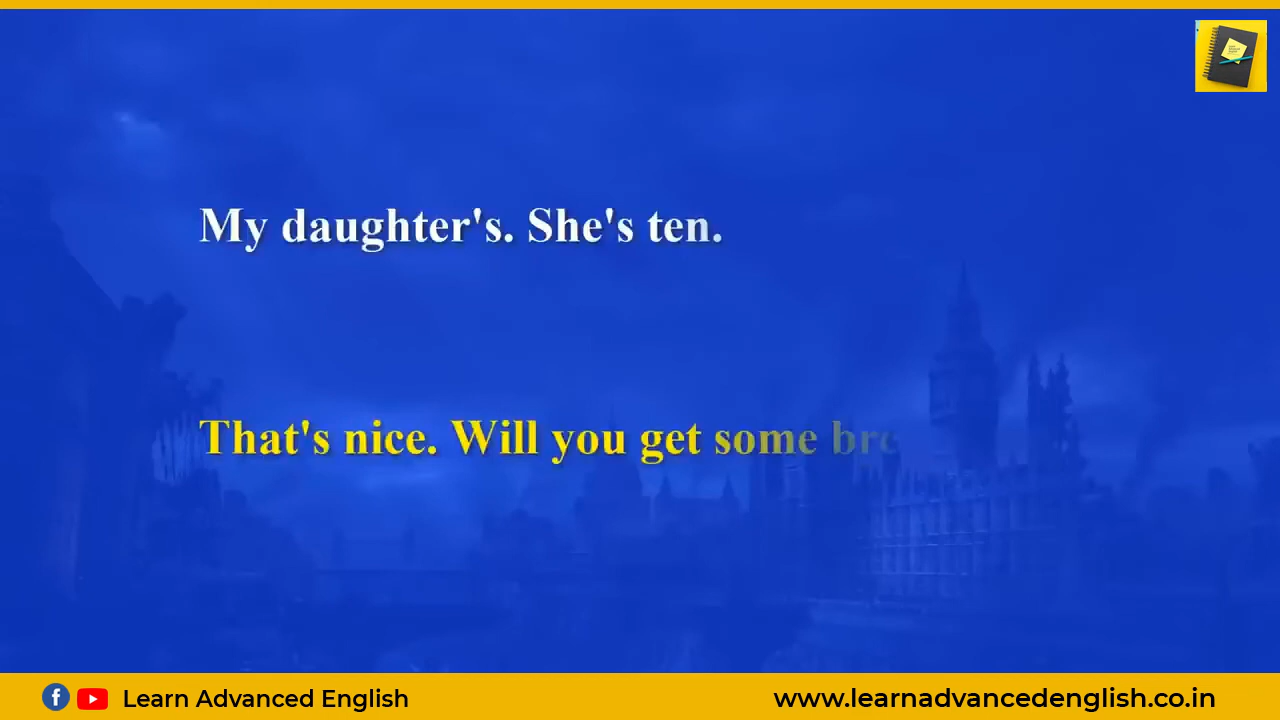 My daughter's. She's ten.
That's nice. Will you get some
Learn Advanced English
www.learnadvancedenglish.co.in